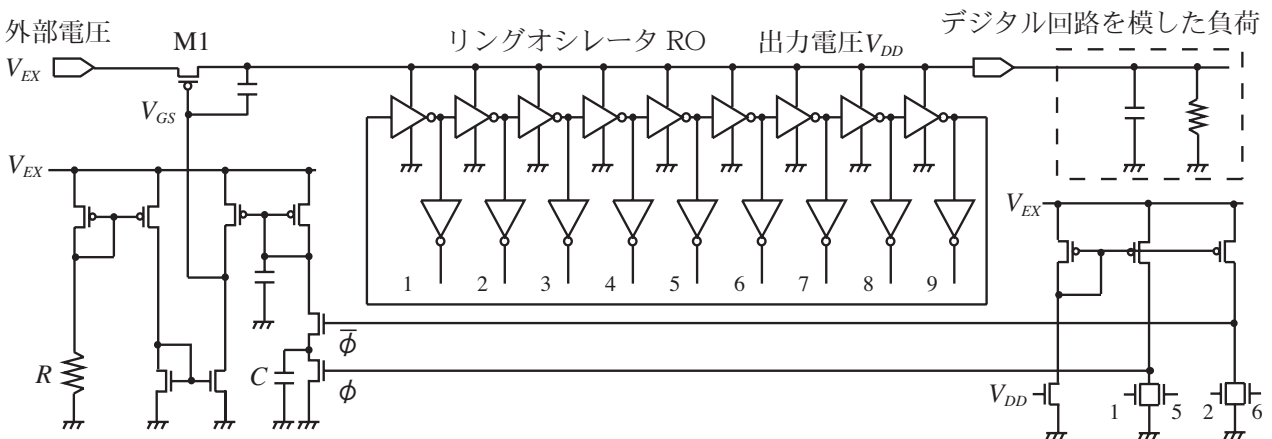 外部電圧
V_EX
M1
リングオシレータ RO
出力電圧V_DD
デジタル回路を模した負荷
V_GS
V_EX
1 2 3 4 5 6 7 8 9
V_EX
R
C
φ̅
φ
V_DD
1 5 2 6